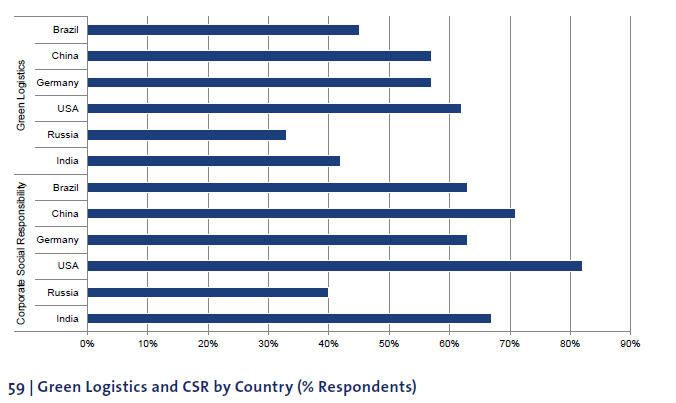 Green Logistics
Brazil
China
Germany
USA
Russia
India
Corporate Social Responsibility
Brazil
China
Germany
USA
Russia
India
0% 10% 20% 30% 40% 50% 60% 70% 80% 90%
59 | Green Logistics and CSR by Country (% Respondents)